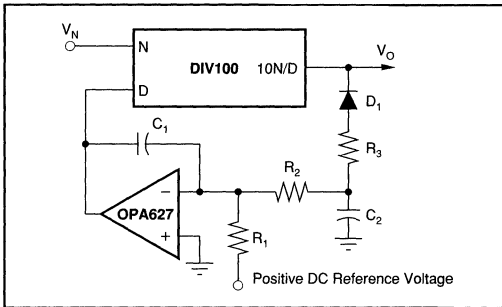 V_N
N
DIV100
10N/D
V_O
D
D_1
C_1
R_3
R_2
OPA627
−
+
R_1
C_2
Positive DC Reference Voltage